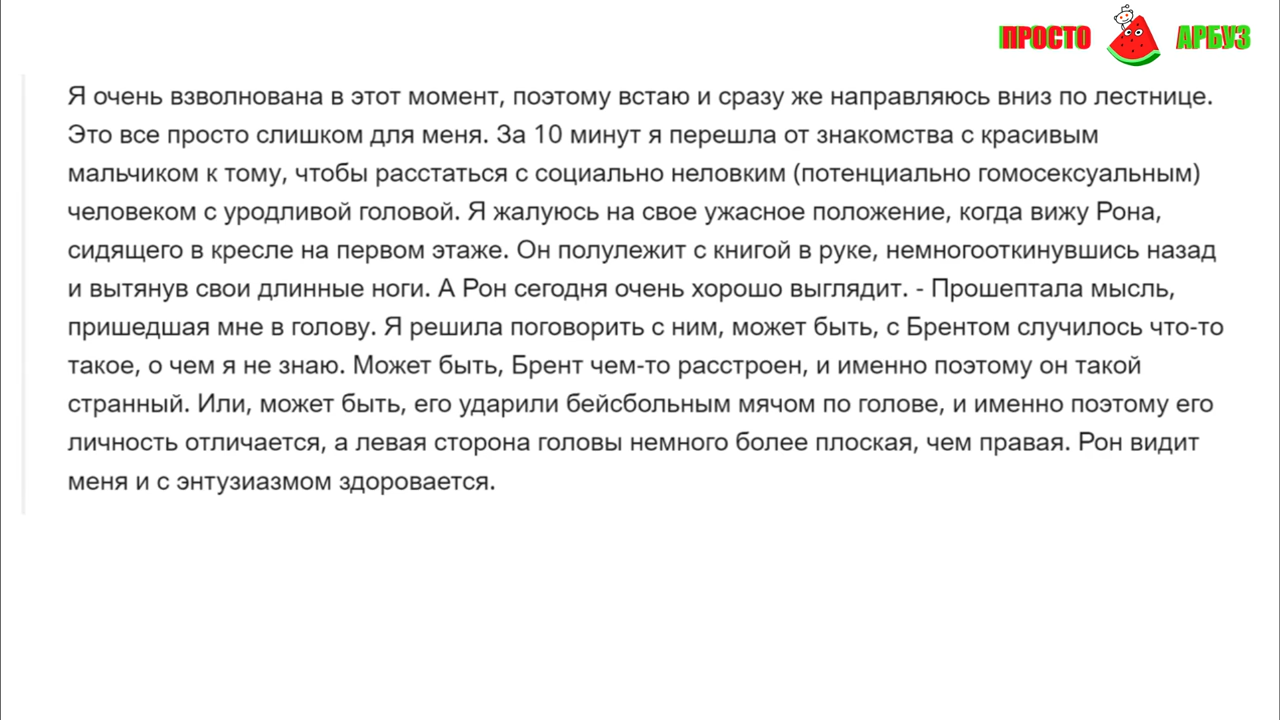 ПРОСТО АРБУЗ
Я очень взволнована в этот момент, поэтому встаю и сразу же направляюсь вниз по лестнице.
Это все просто слишком для меня. За 10 минут я перешла от знакомства с красивым
мальчиком к тому, чтобы расстаться с социально неловким (потенциально гомосексуальным)
человеком с уродливой головой. Я жалуюсь на свое ужасное положение, когда вижу Рона,
сидящего в кресле на первом этаже. Он полулежит с книгой в руке, немногооткинувшись назад
и вытянув свои длинные ноги. А Рон сегодня очень хорошо выглядит. - Прошептала мысль,
пришедшая мне в голову. Я решила поговорить с ним, может быть, с Брентом случилось что-то
такое, о чем я не знаю. Может быть, Брент чем-то расстроен, и именно поэтому он такой
странный. Или, может быть, его ударили бейсбольным мячом по голове, и именно поэтому его
личность отличается, а левая сторона головы немного более плоская, чем правая. Рон видит
меня и с энтузиазмом здоровается.